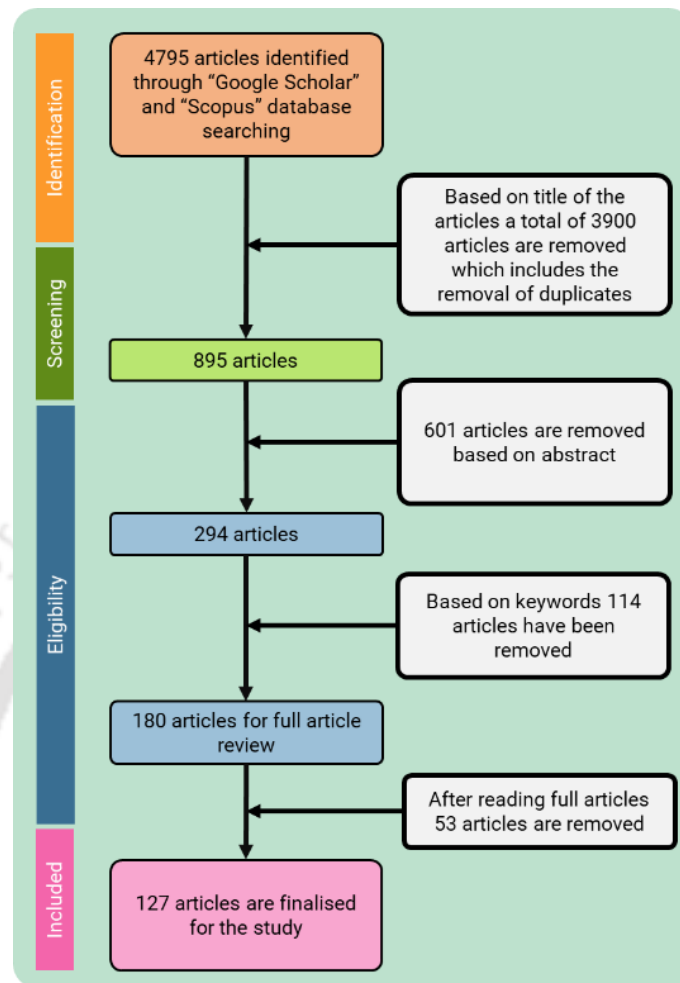 Identification
4795 articles identified
through “Google Scholar”
and “Scopus” database
searching
Based on title of the
articles a total of 3900
articles are removed
which includes the
removal of duplicates
Screening
895 articles
601 articles are removed
based on abstract
Eligibility
294 articles
Based on keywords 114
articles have been
removed
180 articles for full article
review
After reading full articles
53 articles are removed
Included
127 articles are finalised
for the study